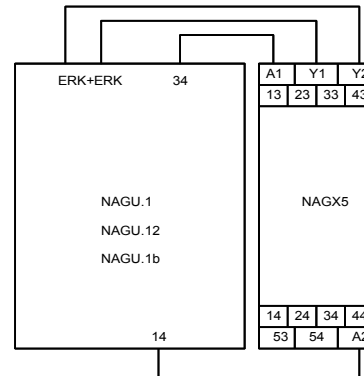 ERK+ERK 34
A1 Y1 Y2
13 23 33 43
NAGU.1
NAGX5
NAGU.12
NAGU.1b
14 24 34 44
14
53 54 A2